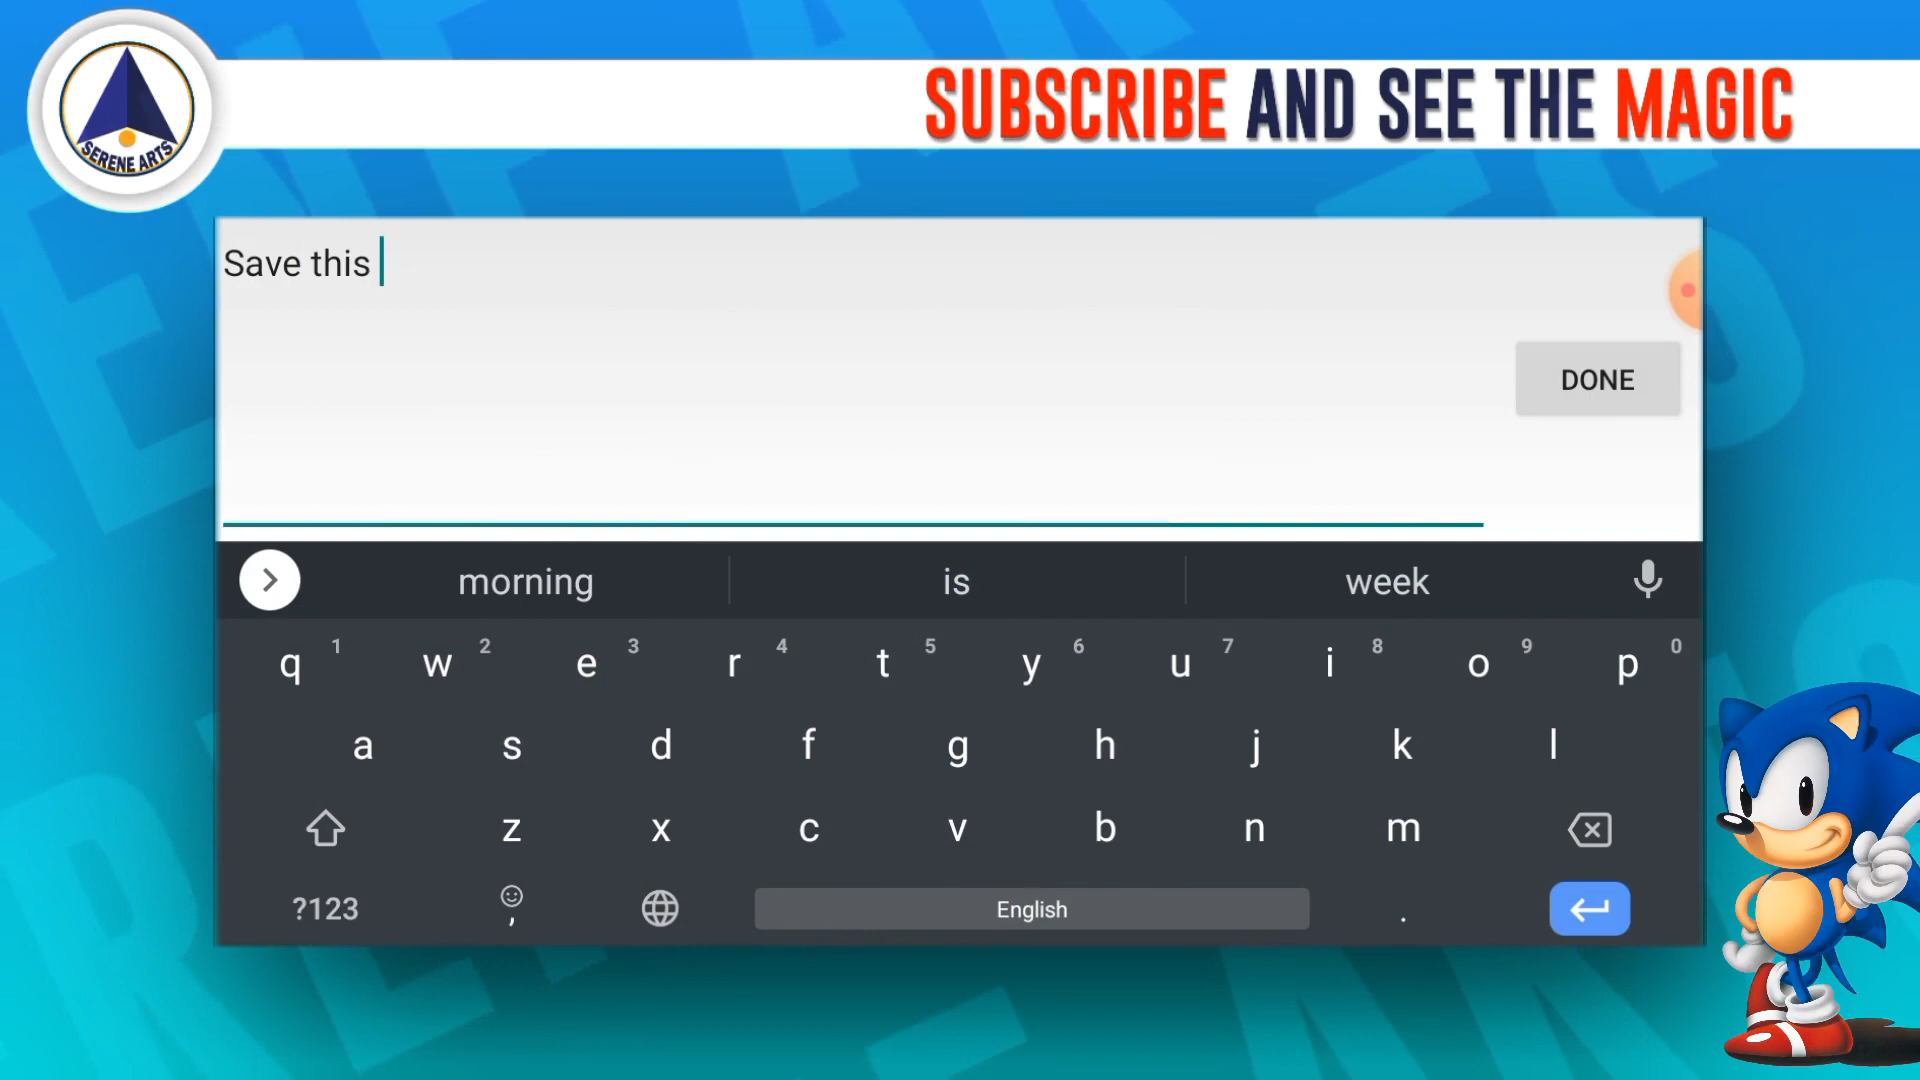 SUBSCRIBE AND SEE THE MAGIC
SERENE ARTS
Save this
DONE
morning is week
q 1 w 2 e 3 r 4 t 5 y 6 u 7 i 8 o 9 p 0
a s d f g h j k l
z x c v b n m
?123 , English .